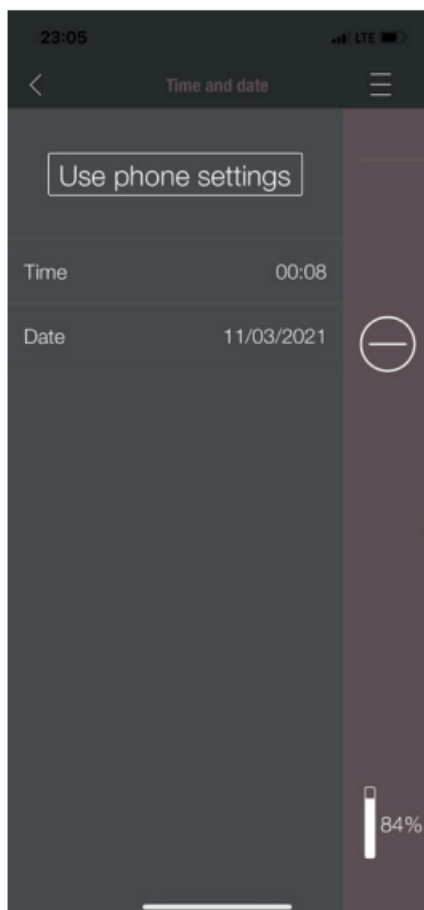 23:05 LTE
Time and date
Use phone settings
Time 00:08
Date 11/03/2021
84%